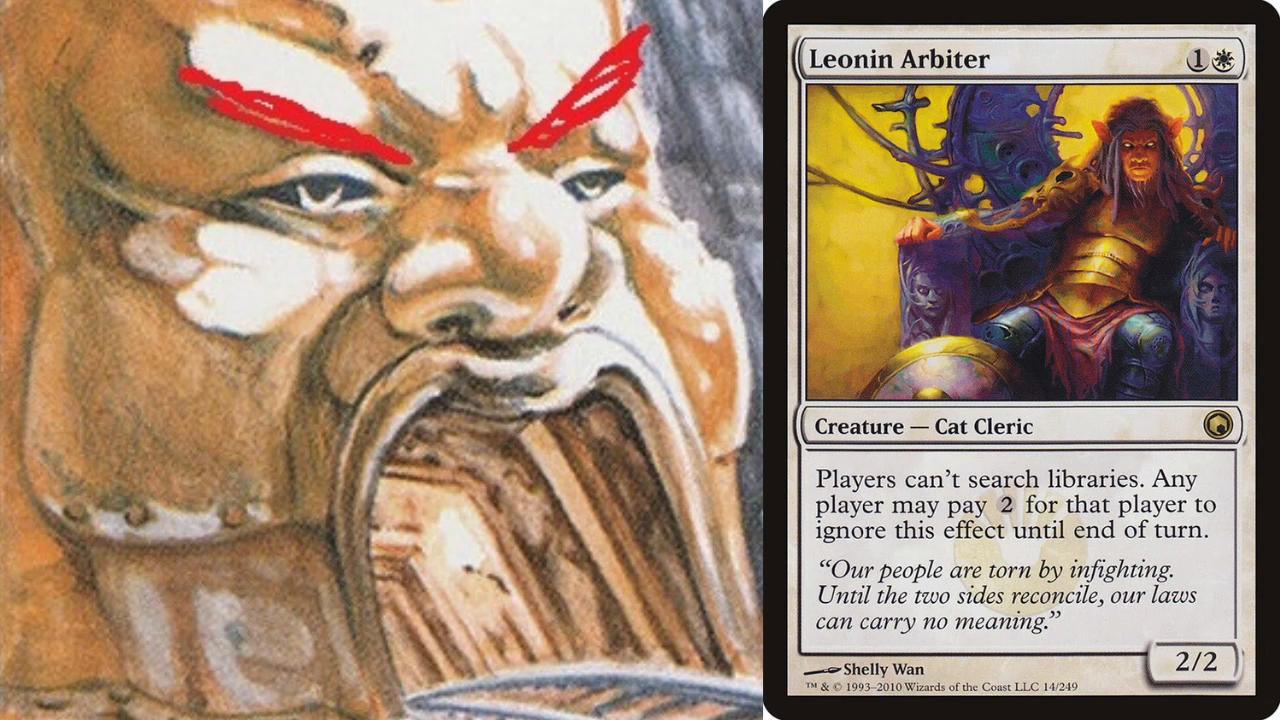 Leonin Arbiter 1
Creature — Cat Cleric
Players can't search libraries. Any
player may pay 2 for that player to
ignore this effect until end of turn.
“Our people are torn by infighting.
Until the two sides reconcile, our laws
can carry no meaning.”
2/2
Shelly Wan
™ & © 1993–2010 Wizards of the Coast LLC 14/249